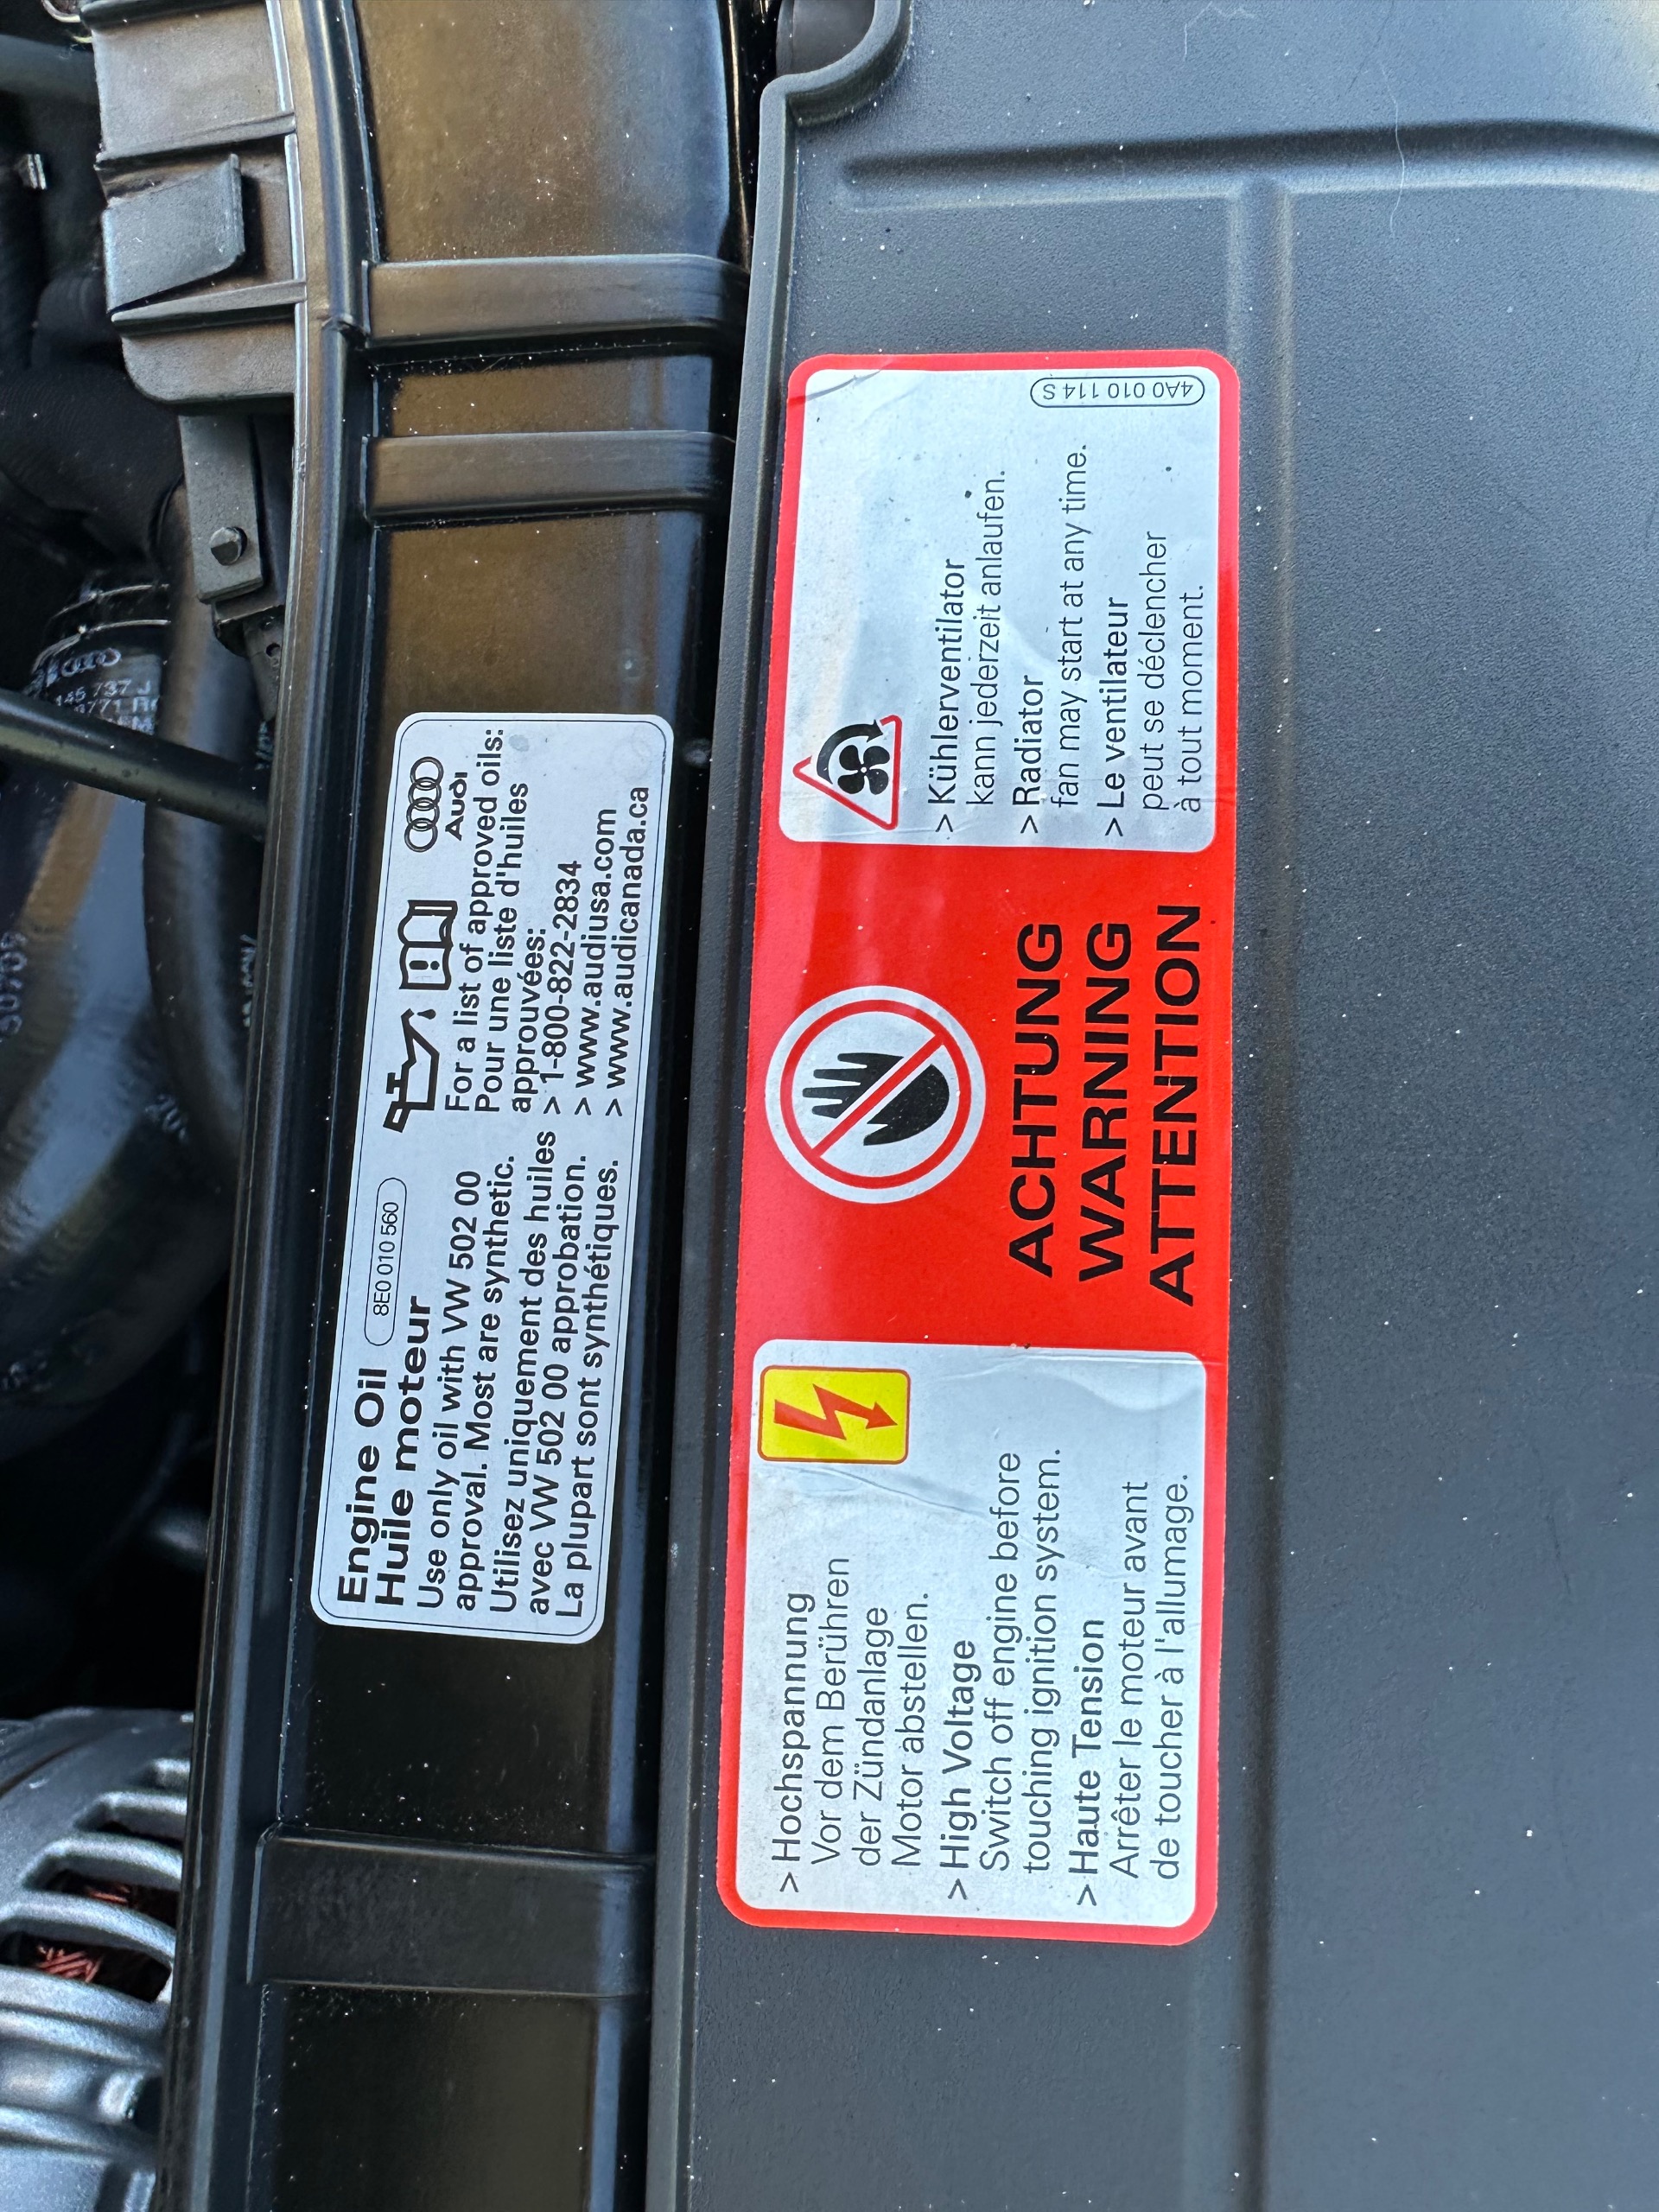 Engine Oil 8E0 010 560
Huile moteur
Use only oil with VW 502 00
approval. Most are synthetic.
Utilisez uniquement des huiles
avec VW 502 00 approbation.
La plupart sont synthétiques.
Audi
For a list of approved oils:
Pour une liste d'huiles
approuvées:
> 1-800-822-2834
> www.audiusa.com
> www.audicanada.ca
> Hochspannung
Vor dem Berühren
der Zündanlage
Motor abstellen.
> High Voltage
Switch off engine before
touching ignition system.
> Haute Tension
Arrêter le moteur avant
de toucher à l'allumage.
ACHTUNG
WARNING
ATTENTION
> Kühlerventilator
kann jederzeit anlaufen.
> Radiator
fan may start at any time.
> Le ventilateur
peut se déclencher
à tout moment.
4A0 010 114 S
145 737 J